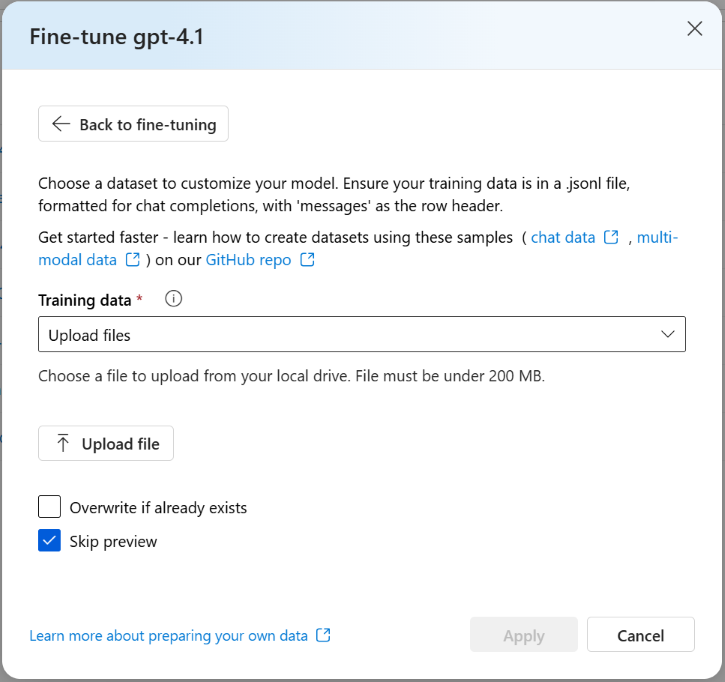 Fine-tune gpt-4.1
Back to fine-tuning
Choose a dataset to customize your model. Ensure your training data is in a .jsonl file,
formatted for chat completions, with 'messages' as the row header.
Get started faster - learn how to create datasets using these samples ( chat data , multi-
modal data ) on our GitHub repo
Training data *
Upload files
Choose a file to upload from your local drive. File must be under 200 MB.
Upload file
Overwrite if already exists
Skip preview
Learn more about preparing your own data
Apply
Cancel